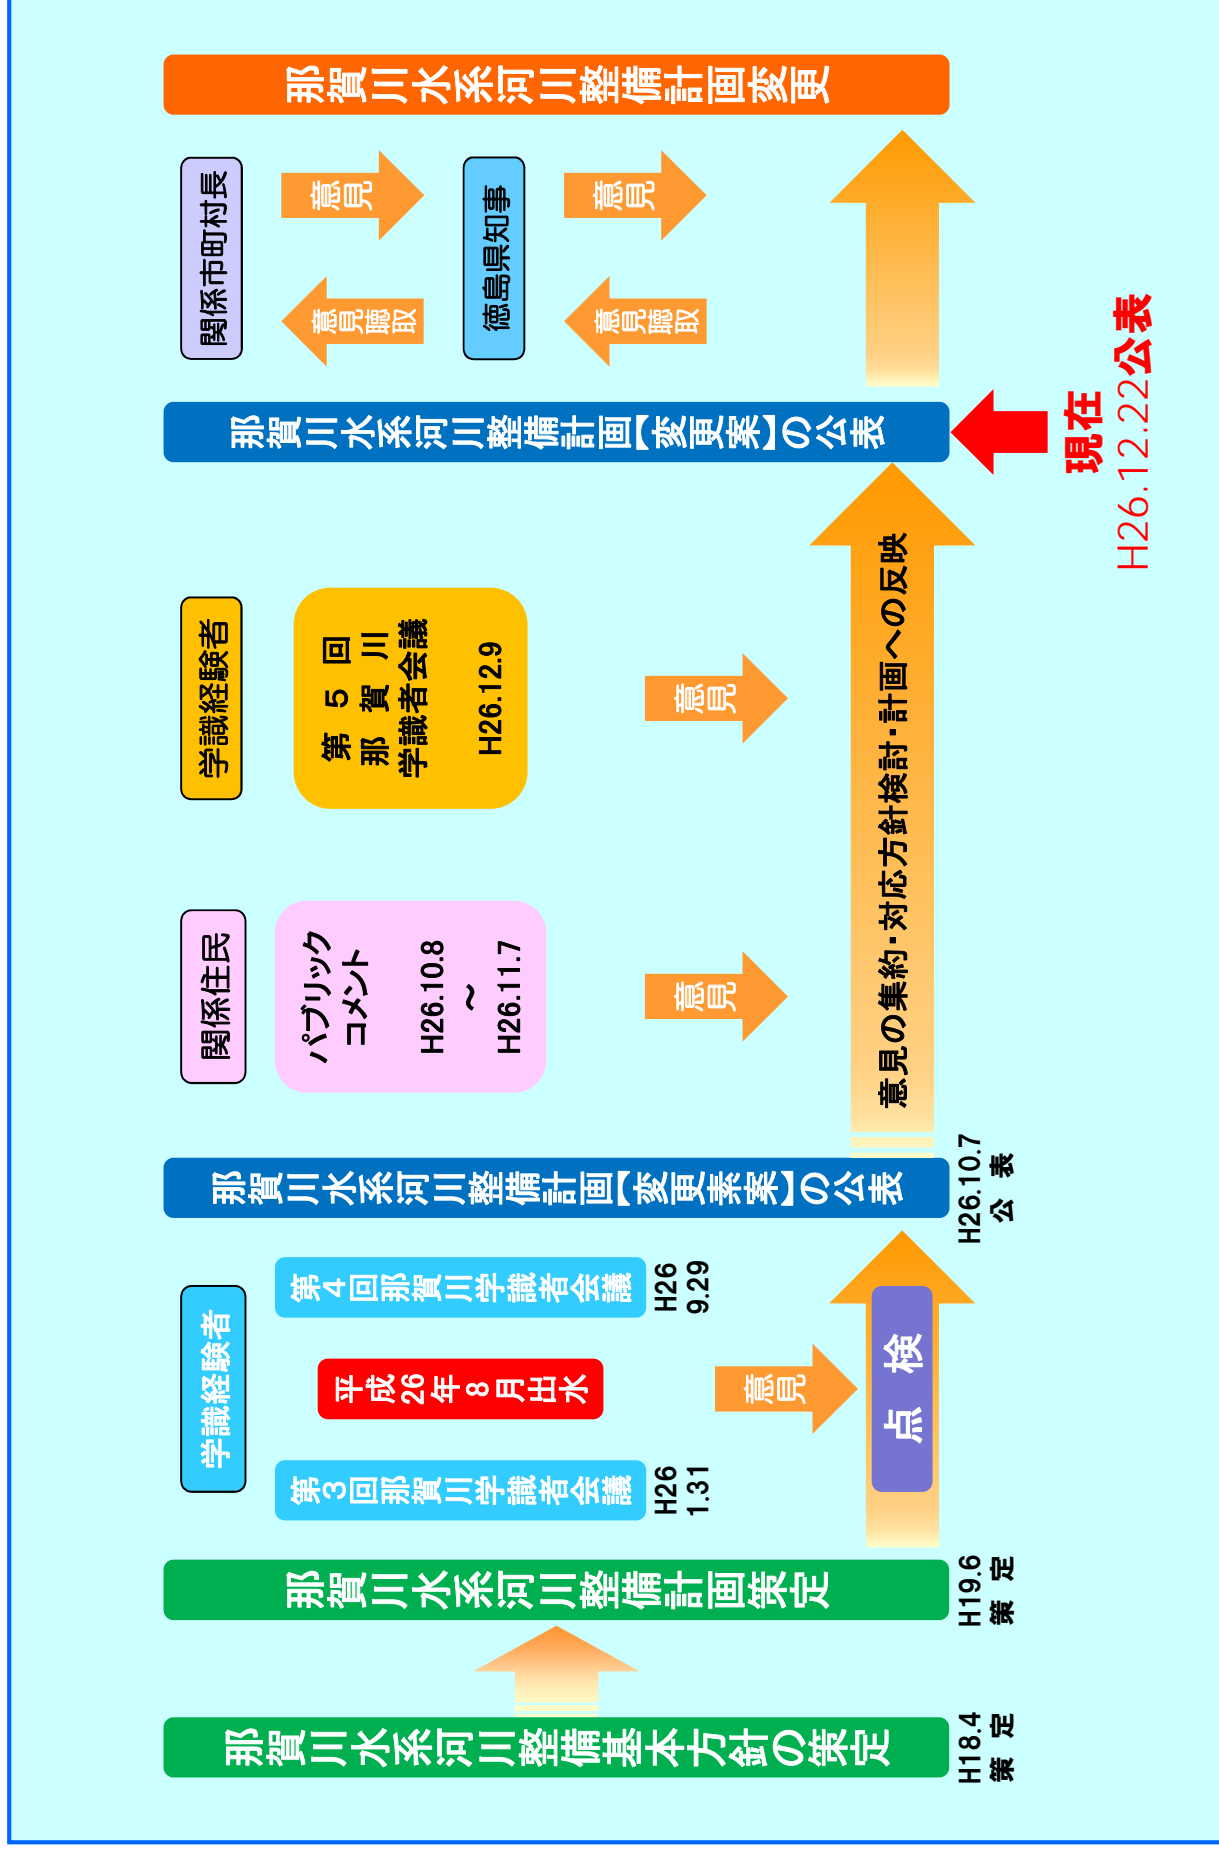 那賀川水系河川整備基本方針の策定
H18.4
策 定
那賀川水系河川整備計画策定
H19.6
策 定
学識経験者
第3回那賀川学識者会議
H26
1.31
平成26年8月出水
第4回那賀川学識者会議
H26
9.29
意見
点 検
那賀川水系河川整備計画【変更素案】の公表
H26.10.7
公 表
関係住民
パブリック
コメント
H26.10.8
～
H26.11.7
意見
学識経験者
第 5 回
那 賀 川
学識者会議
H26.12.9
意見
意見の集約・対応方針検討・計画への反映
那賀川水系河川整備計画【変更案】の公表
現在
H26.12.22公表
関係市町村長
意見聴取
意見
徳島県知事
意見聴取
意見
那賀川水系河川整備計画変更